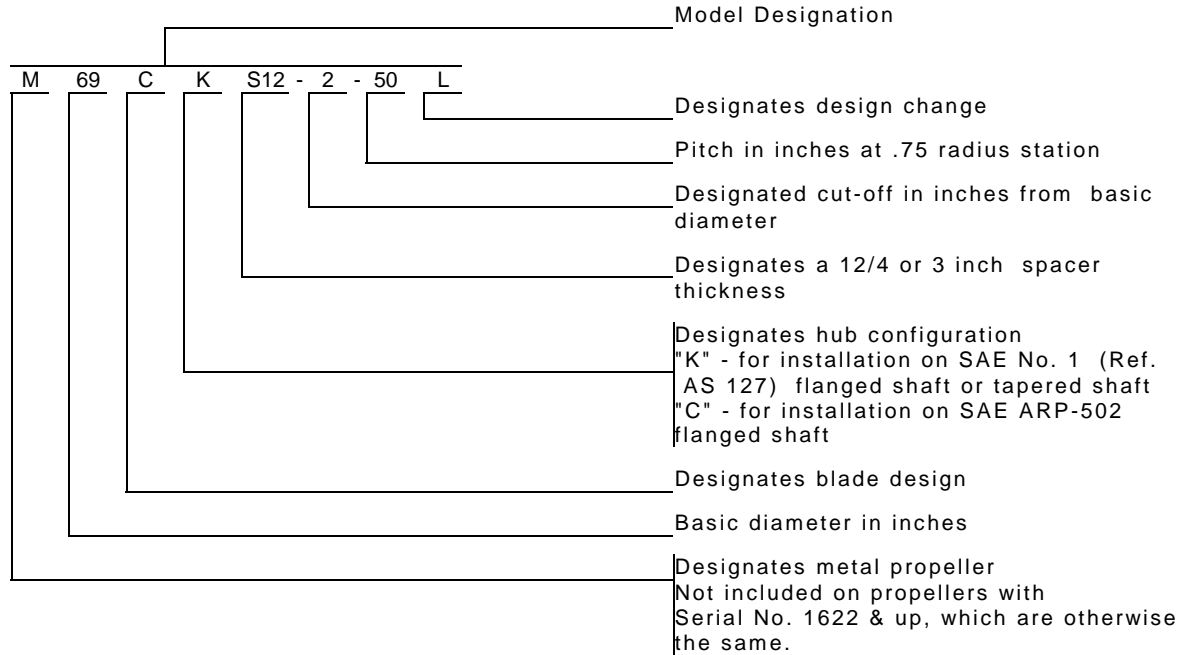 Model Designation
M 69 C K S12 - 2 - 50 L
Designates design change
Pitch in inches at .75 radius station
Designated cut-off in inches from basic
diameter
Designates a 12/4 or 3 inch spacer
thickness
Designates hub configuration
"K" - for installation on SAE No. 1 (Ref.
AS 127) flanged shaft or tapered shaft
"C" - for installation on SAE ARP-502
flanged shaft
Designates blade design
Basic diameter in inches
Designates metal propeller
Not included on propellers with
Serial No. 1622 & up, which are otherwise
the same.